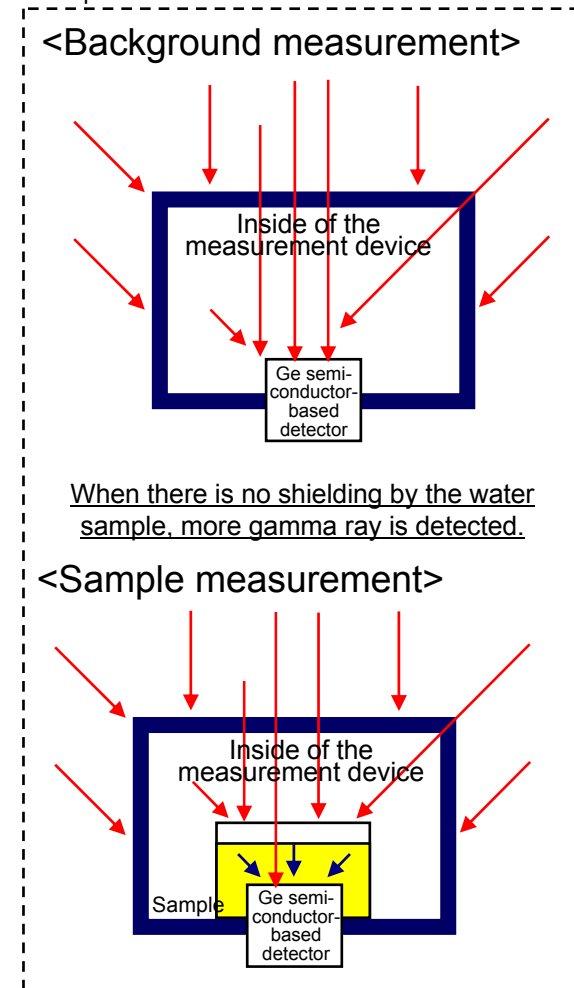 <Background measurement>
Inside of the
measurement device
Ge semi-
conductor-
based
detector
When there is no shielding by the water
sample, more gamma ray is detected.
<Sample measurement>
Inside of the
measurement device
Sample
Ge semi-
conductor-
based
detector